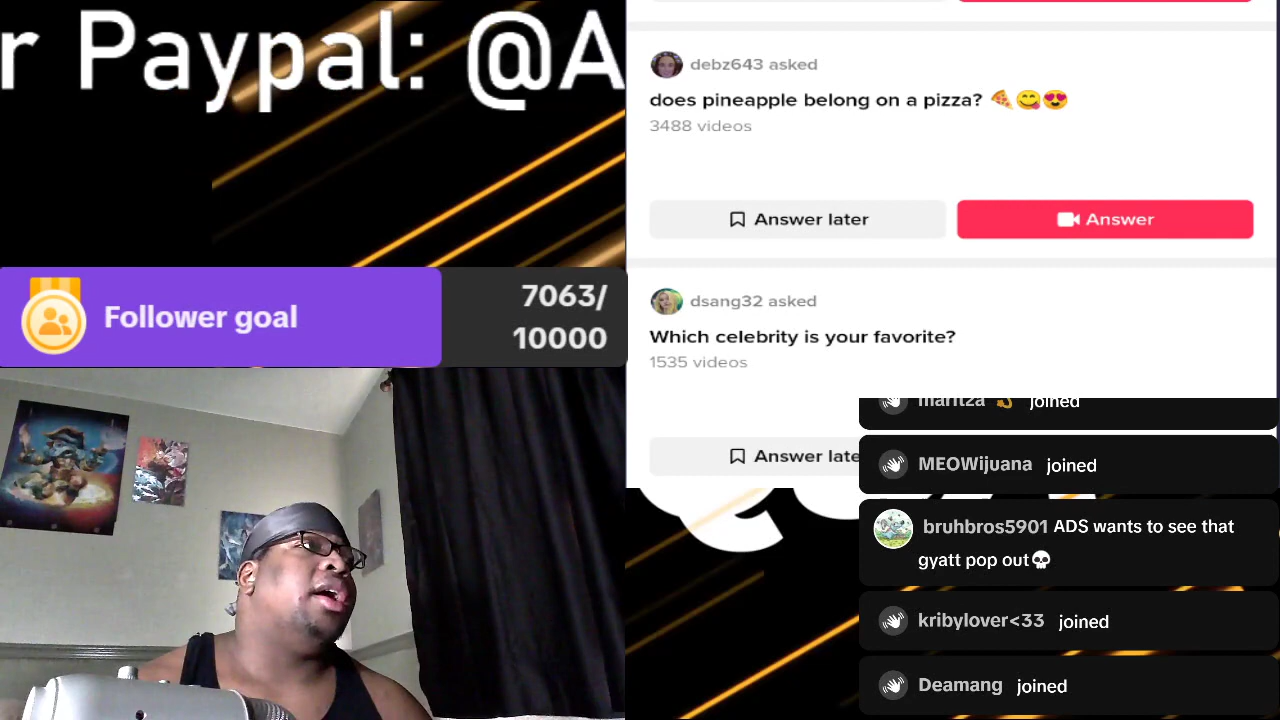 r Paypal: @A
debz643 asked
does pineapple belong on a pizza? 🍕😋😍
3488 videos
Answer later
Answer
Follower goal
7063/
10000
dsang32 asked
Which celebrity is your favorite?
1535 videos
Answer late
maritza 💫 joined
MEOWijuana joined
bruhbros5901 ADS wants to see that
gyatt pop out💀
kribylover<33 joined
Deamang joined